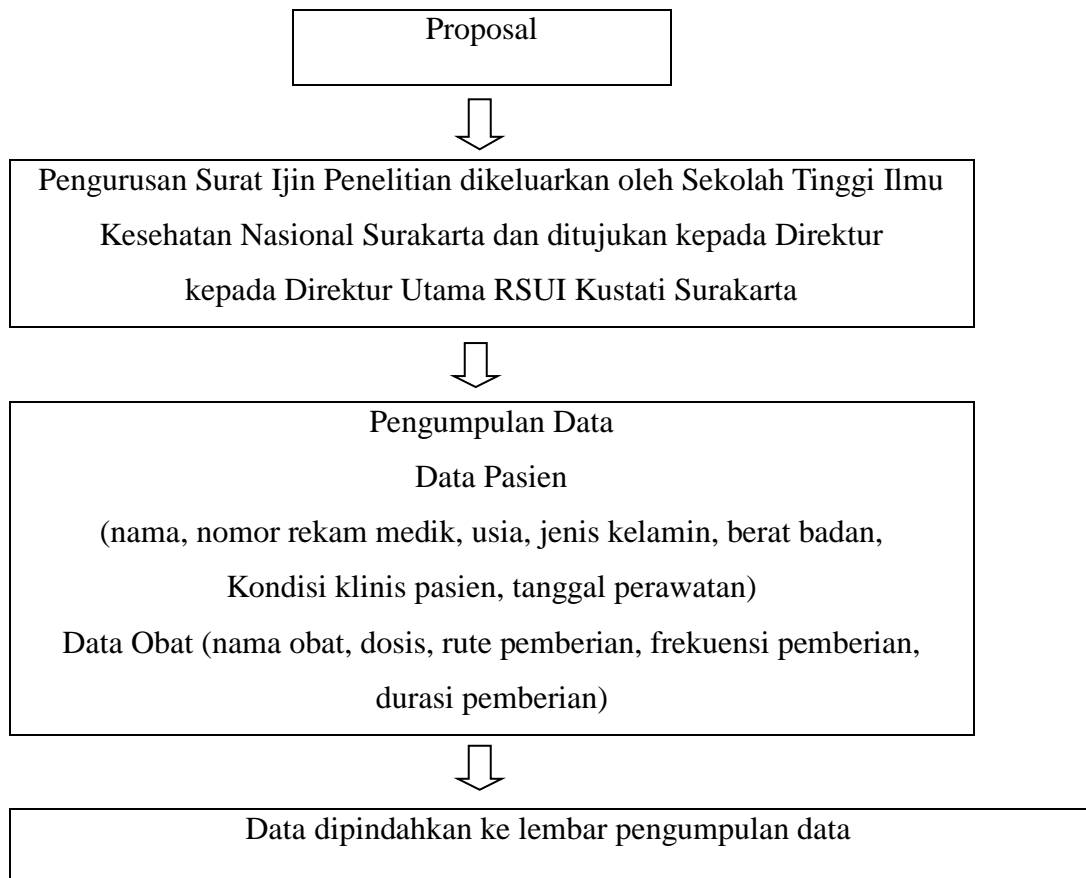 Proposal
Pengurusan Surat Ijin Penelitian dikeluarkan oleh Sekolah Tinggi Ilmu
Kesehatan Nasional Surakarta dan ditujukan kepada Direktur
kepada Direktur Utama RSUI Kustati Surakarta
Pengumpulan Data
Data Pasien
(nama, nomor rekam medik, usia, jenis kelamin, berat badan,
Kondisi klinis pasien, tanggal perawatan)
Data Obat (nama obat, dosis, rute pemberian, frekuensi pemberian,
durasi pemberian)
Data dipindahkan ke lembar pengumpulan data